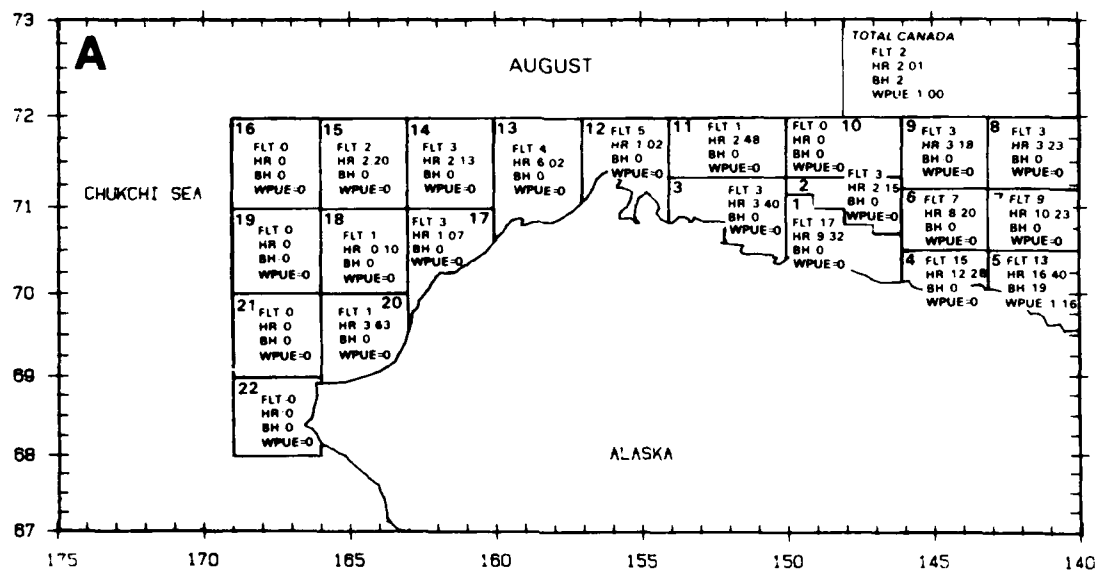 A
AUGUST
TOTAL CANADA
FLT 2
HR 2 01
BH 2
WPUE 1 00
CHUKCHI SEA
ALASKA
16
FLT 0
HR 0
BH 0
WPUE=0
15
FLT 2
HR 2 20
BH 0
WPUE=0
14
FLT 3
HR 2 13
BH 0
WPUE=0
13
FLT 4
HR 6 02
BH 0
WPUE=0
12
FLT 5
HR 1 02
BH 0
WPUE=0
11
FLT 1
HR 2 48
BH 0
WPUE=0
10
FLT 0
HR 0
BH 0
WPUE=0
9
FLT 3
HR 3 18
BH 0
WPUE=0
8
FLT 3
HR 3 23
BH 0
WPUE=0
19
FLT 0
HR 0
BH 0
WPUE=0
18
FLT 1
HR 0 10
BH 0
WPUE=0
17
FLT 3
HR 1 07
BH 0
WPUE=0
3
FLT 3
HR 3 40
BH 0
WPUE=0
2
FLT 3
HR 2 15
BH 0
WPUE=0
1
FLT 17
HR 9 32
BH 0
WPUE=0
6
FLT 7
HR 8 20
BH 0
WPUE=0
7
FLT 9
HR 10 23
BH 0
WPUE=0
4
FLT 15
HR 12 28
BH 0
WPUE=0
5
FLT 13
HR 16 40
BH 19
WPUE 1 16
21
FLT 0
HR 0
BH 0
WPUE=0
20
FLT 1
HR 3 63
BH 0
WPUE=0
22
FLT 0
HR 0
BH 0
WPUE=0
73
72
71
70
69
68
67
175
170
165
160
155
150
145
140